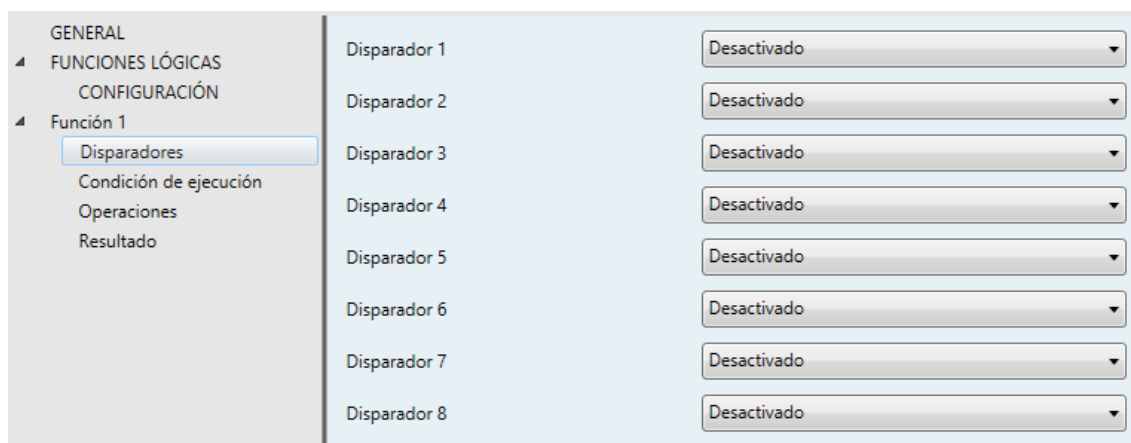 GENERAL
FUNCIONES LÓGICAS
CONFIGURACIÓN
Función 1
Disparadores
Condición de ejecución
Operaciones
Resultado
Disparador 1 Desactivado
Disparador 2 Desactivado
Disparador 3 Desactivado
Disparador 4 Desactivado
Disparador 5 Desactivado
Disparador 6 Desactivado
Disparador 7 Desactivado
Disparador 8 Desactivado